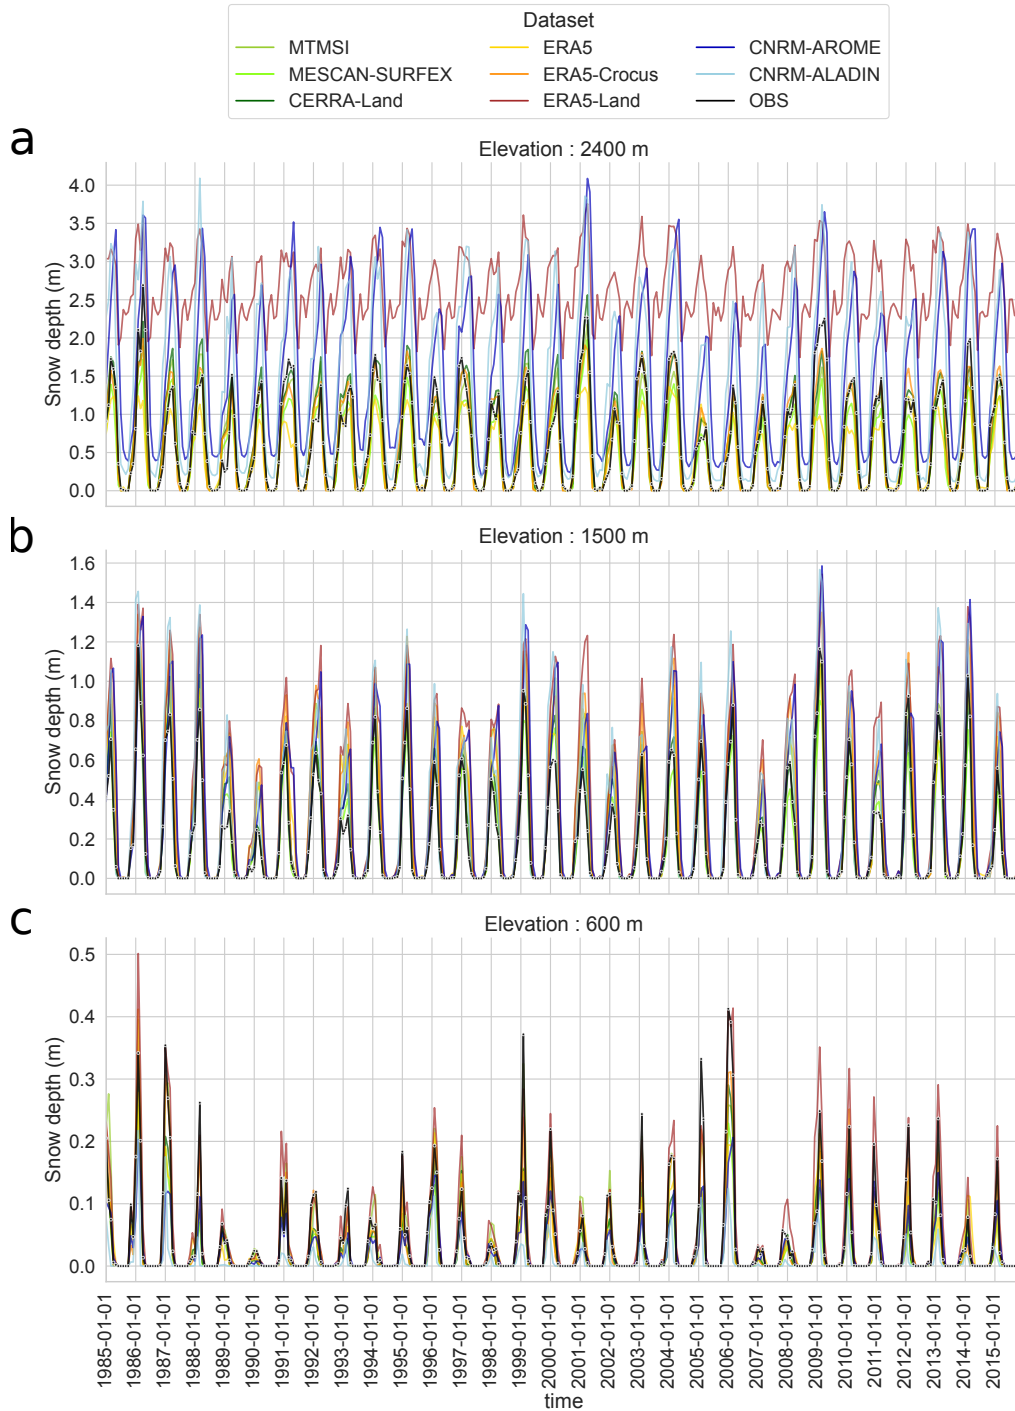 Dataset
MTMSI
MESCAN-SURFEX
CERRA-Land
ERA5
ERA5-Crocus
ERA5-Land
CNRM-AROME
CNRM-ALADIN
OBS
a
Elevation : 2400 m
4.0
3.5
3.0
2.5
2.0
1.5
1.0
0.5
0.0
Snow depth (m)
b
Elevation : 1500 m
1.6
1.4
1.2
1.0
0.8
0.6
0.4
0.2
0.0
Snow depth (m)
c
Elevation : 600 m
0.5
0.4
0.3
0.2
0.1
0.0
Snow depth (m)
1985-01-01
1986-01-01
1987-01-01
1988-01-01
1989-01-01
1990-01-01
1991-01-01
1992-01-01
1993-01-01
1994-01-01
1995-01-01
1996-01-01
1997-01-01
1998-01-01
1999-01-01
2000-01-01
2001-01-01
2002-01-01
2003-01-01
2004-01-01
2005-01-01
2006-01-01
2007-01-01
2008-01-01
2009-01-01
2010-01-01
2011-01-01
2012-01-01
2013-01-01
2014-01-01
2015-01-01
time